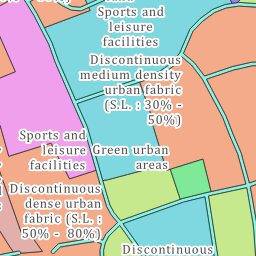 Sports and
leisure
facilities
Discontinuous
medium density
urban fabric
(S.L. : 30% -
50%)
Sports and
leisure
facilities
Green urban
areas
Discontinuous
dense urban
fabric (S.L. :
50% - 80%)
Discontinuous